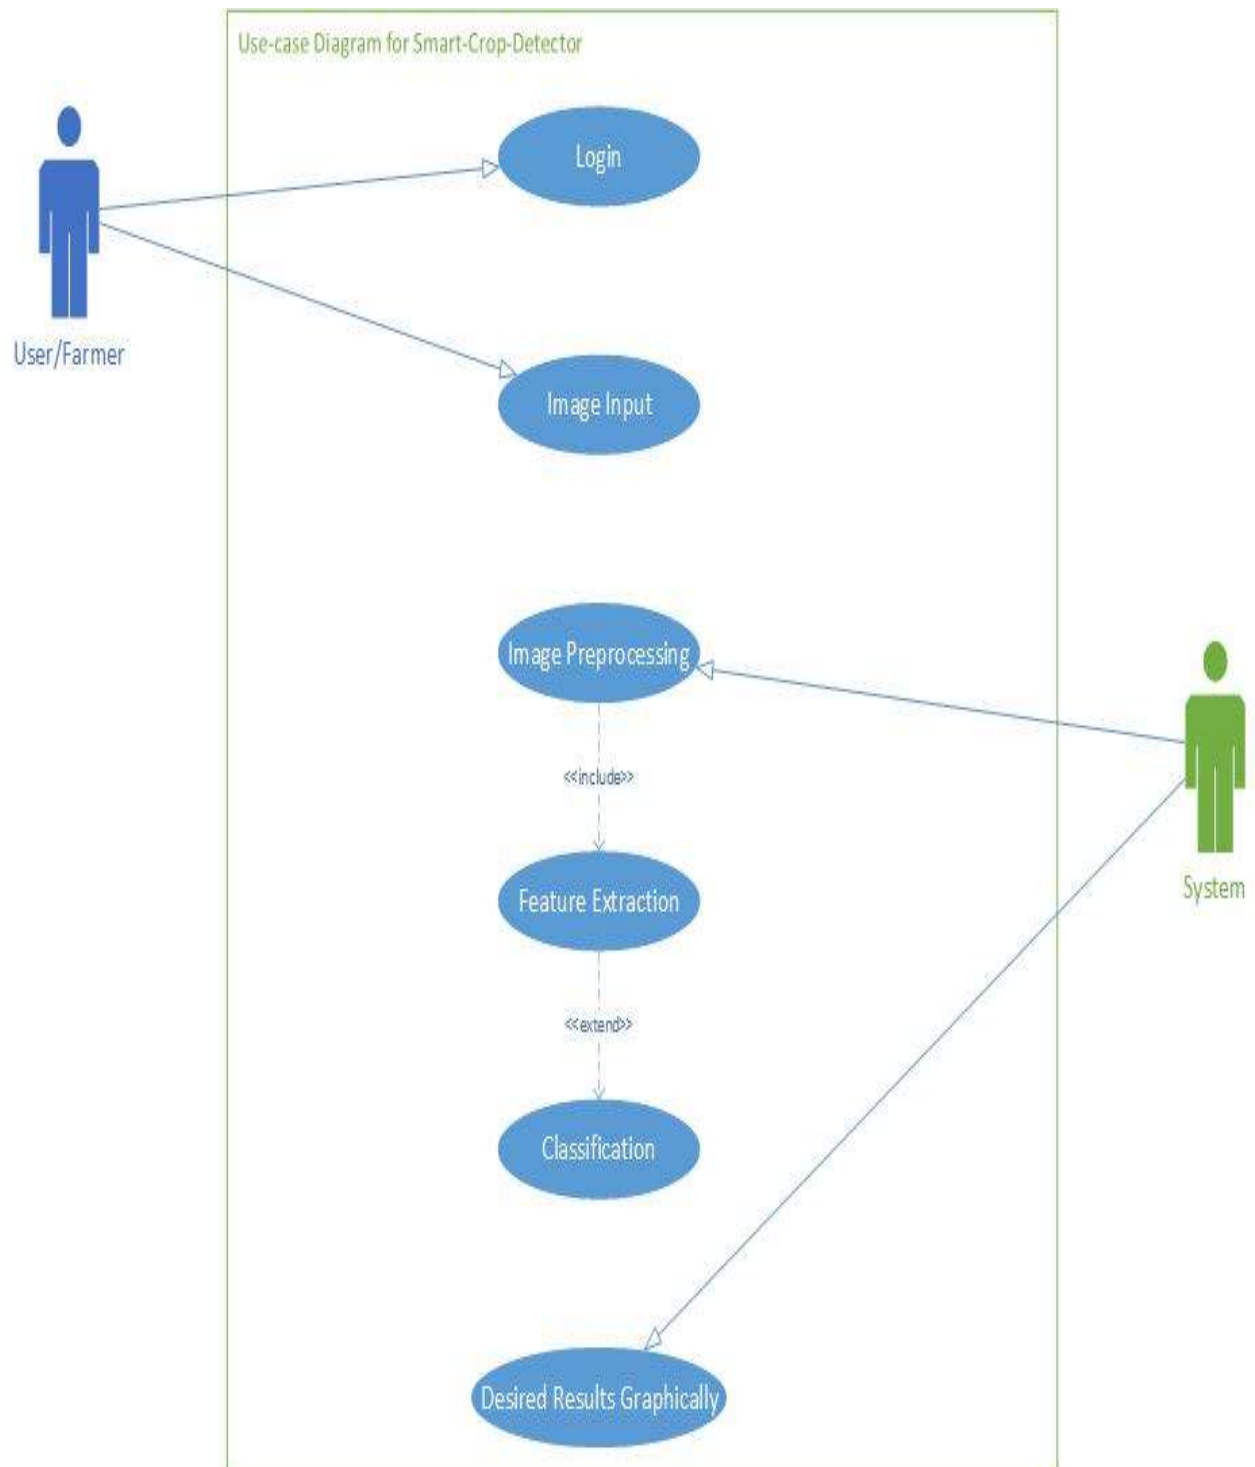 Use-case Diagram for Smart-Crop-Detector
Login
User/Farmer
Image Input
Image Preprocessing
<<include>>
Feature Extraction
System
<<extend>>
Classification
Desired Results Graphically